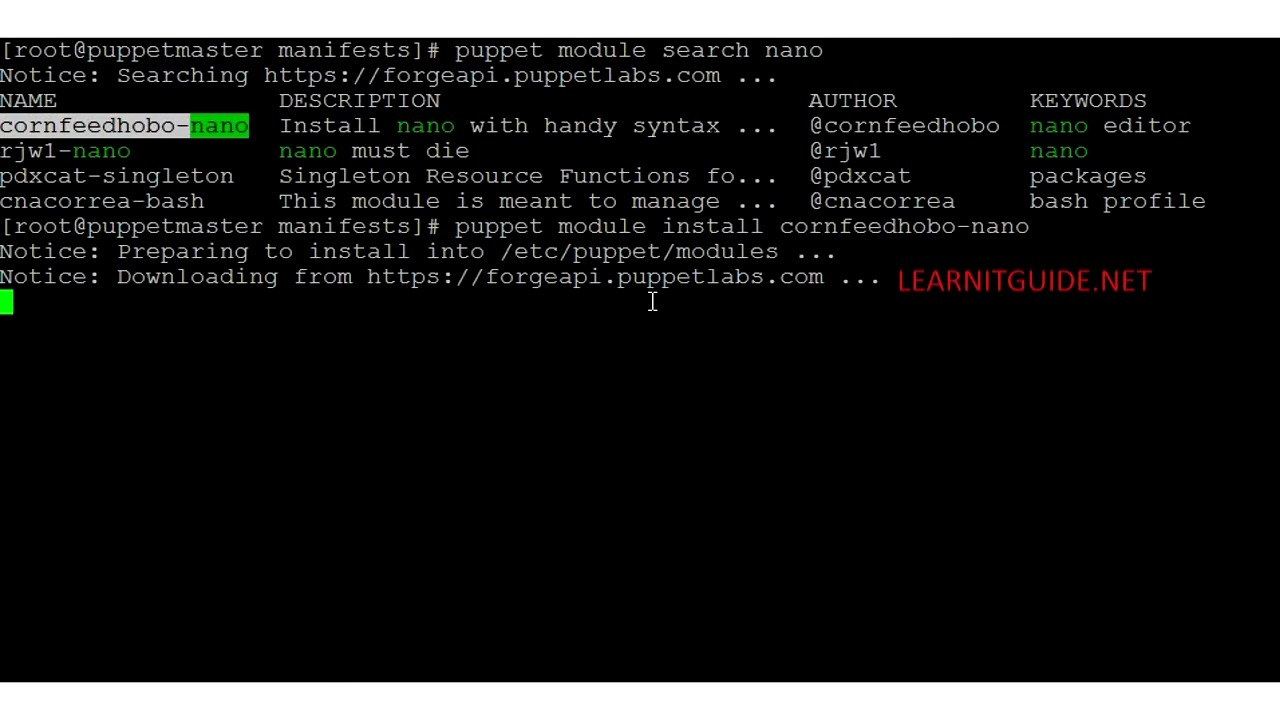 [root@puppetmaster manifests]# puppet module search nano
Notice: Searching https://forgeapi.puppetlabs.com ...
NAME DESCRIPTION AUTHOR KEYWORDS
cornfeedhobo-nano Install nano with handy syntax ... @cornfeedhobo nano editor
rjw1-nano nano must die @rjw1 nano
pdxcat-singleton Singleton Resource Functions fo... @pdxcat packages
cnacorrea-bash This module is meant to manage ... @cnacorrea bash profile
[root@puppetmaster manifests]# puppet module install cornfeedhobo-nano
Notice: Preparing to install into /etc/puppet/modules ...
Notice: Downloading from https://forgeapi.puppetlabs.com ... LEARNITGUIDE.NET